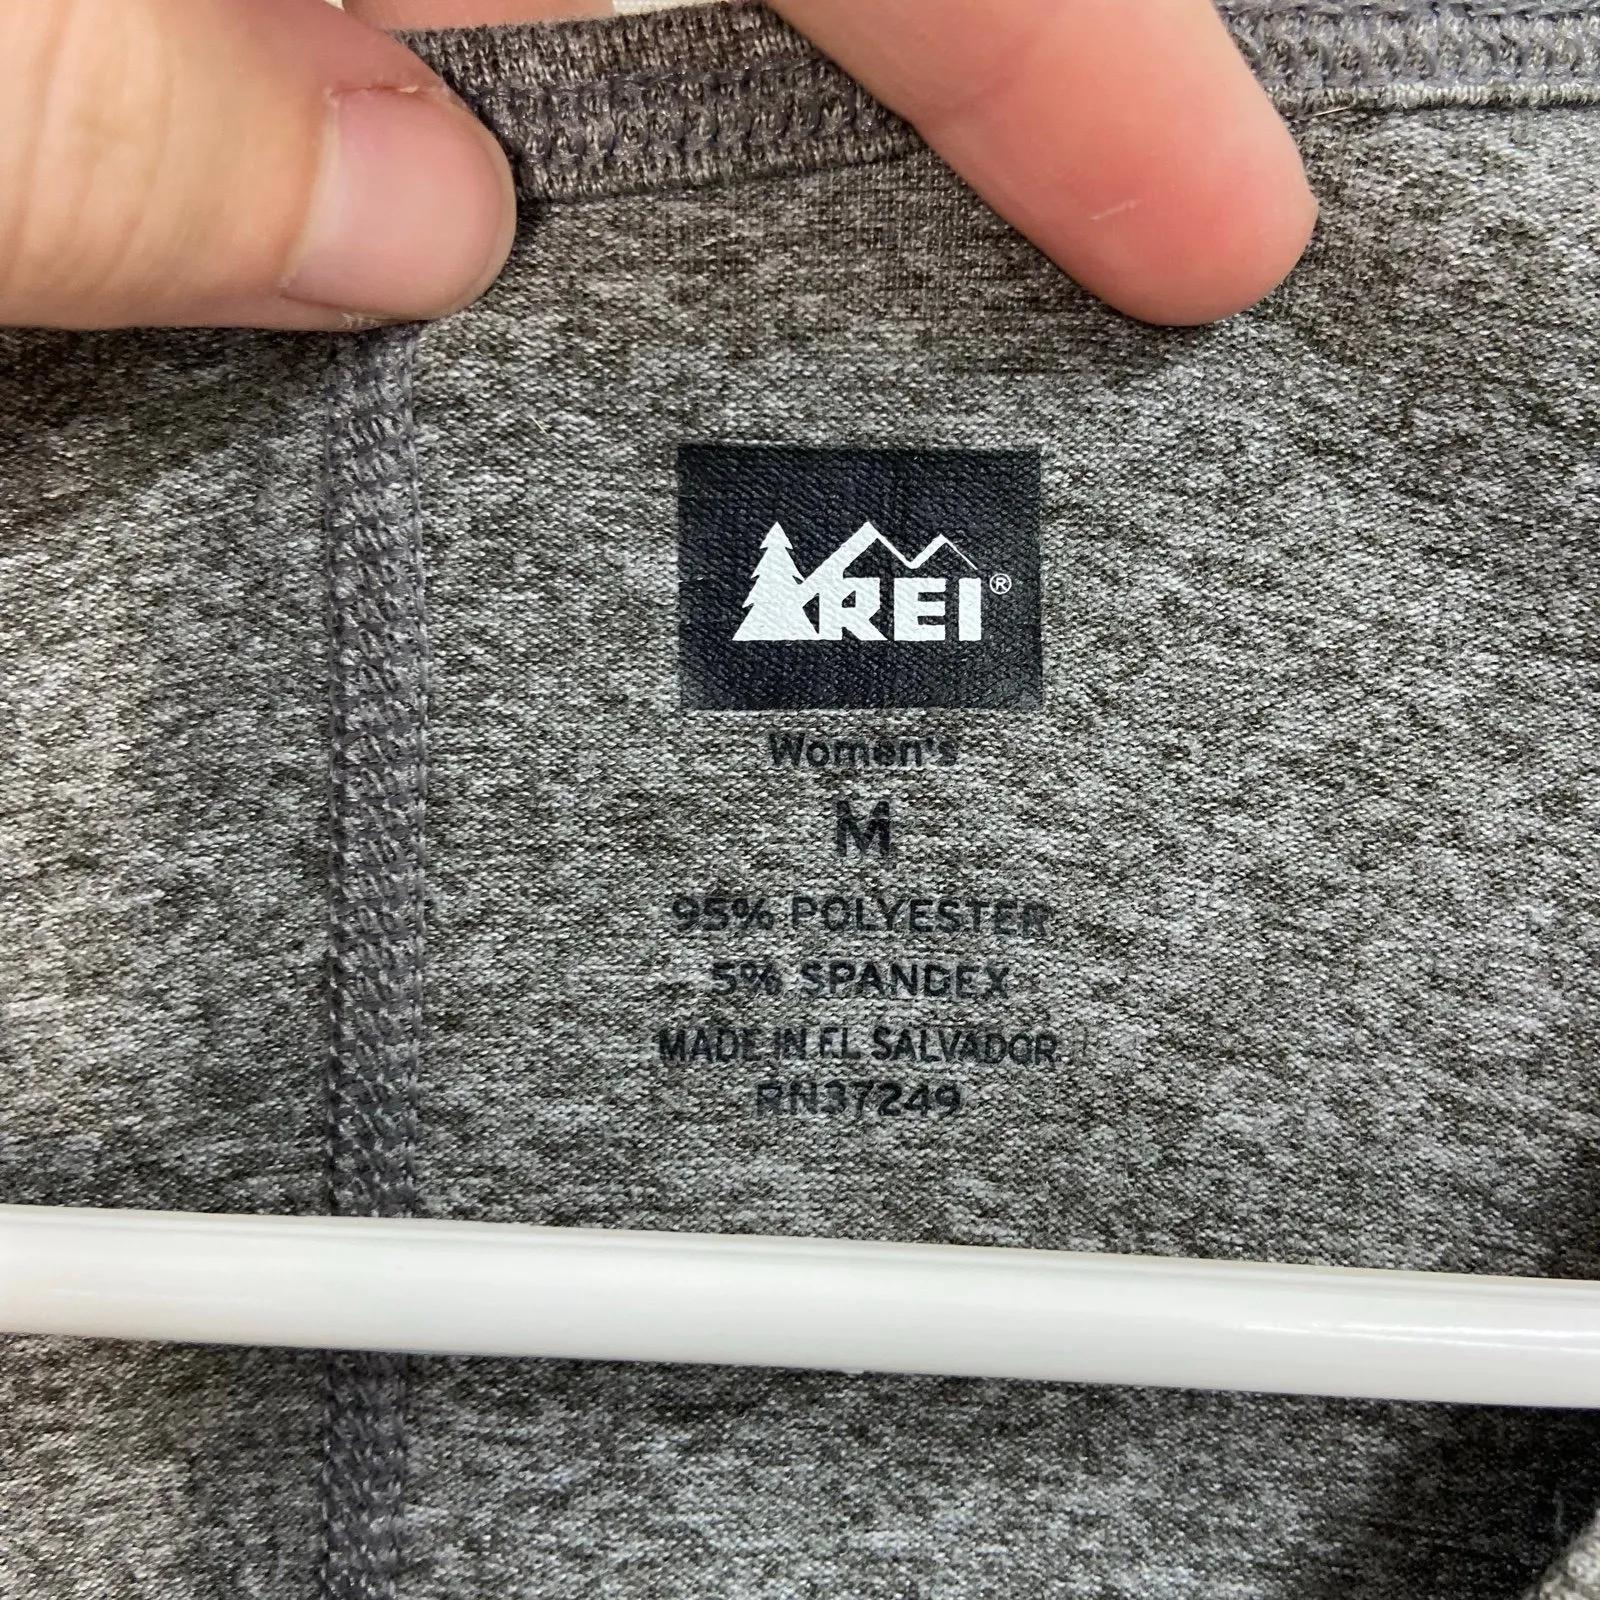 REI®
Women's
M
95% POLYESTER
5% SPANDEX
MADE IN EL SALVADOR
RN37249